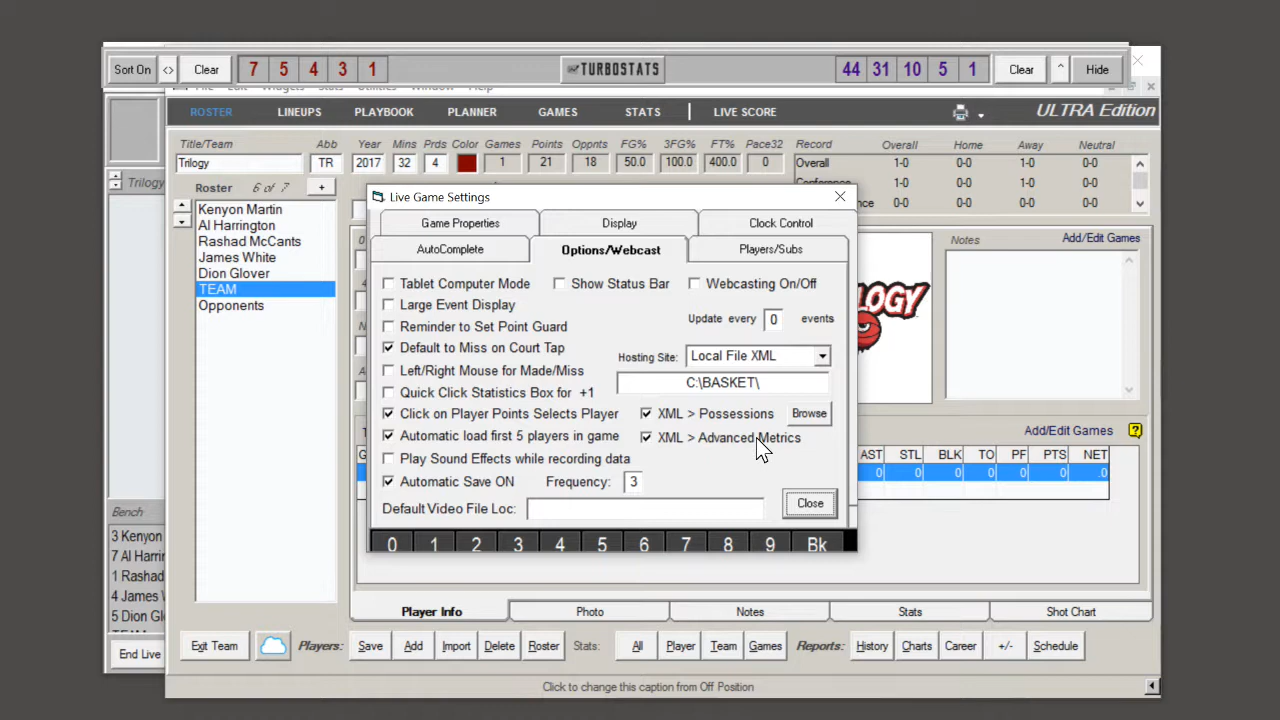 Sort On <> Clear 7 5 4 3 1 TURBOSTATS 44 31 10 5 1 Clear ^ Hide
ROSTER LINEUPS PLAYBOOK PLANNER GAMES STATS LIVE SCORE ULTRA Edition
Title/Team Abb Year Mins Prds Color Games Points Oppnts FG% 3FG% FT% Pace32 Record Overall Home Away Neutral
Trilogy TR 2017 32 4 1 21 18 50.0 100.0 400.0 0 Overall 1-0 0-0 1-0 0-0
Trilogy Roster 6 of 7 +
1-0 0-0 1-0 0-0
1-0 0-0 1-0 0-0
Kenyon Martin
Al Harrington
Rashad McCants
James White
Dion Glover
TEAM
Opponents
Live Game Settings
Game Properties Display Clock Control
AutoComplete Options/Webcast Players/Subs
Tablet Computer Mode Show Status Bar Webcasting On/Off
Large Event Display
Update every 0 events
Reminder to Set Point Guard
Default to Miss on Court Tap
Hosting Site: Local File XML
Left/Right Mouse for Made/Miss
C:\BASKET\
Quick Click Statistics Box for +1
Click on Player Points Selects Player XML > Possessions Browse
Automatic load first 5 players in game XML > Advanced Metrics
Play Sound Effects while recording data
Automatic Save ON Frequency: 3
Default Video File Loc: Close
0 1 2 3 4 5 6 7 8 9 Bk
Notes Add/Edit Games
Add/Edit Games ?
AST STL BLK TO PF PTS NET
0 0 0 0 0 0 .0
Bench
3 Kenyon
7 Al Harrin
1 Rashad
4 James W
5 Dion Glo
TEAM
End Live
Player Info Photo Notes Stats Shot Chart
Exit Team Players: Save Add Import Delete Roster Stats: All Player Team Games Reports: History Charts Career +/- Schedule
Click to change this caption from Off Position